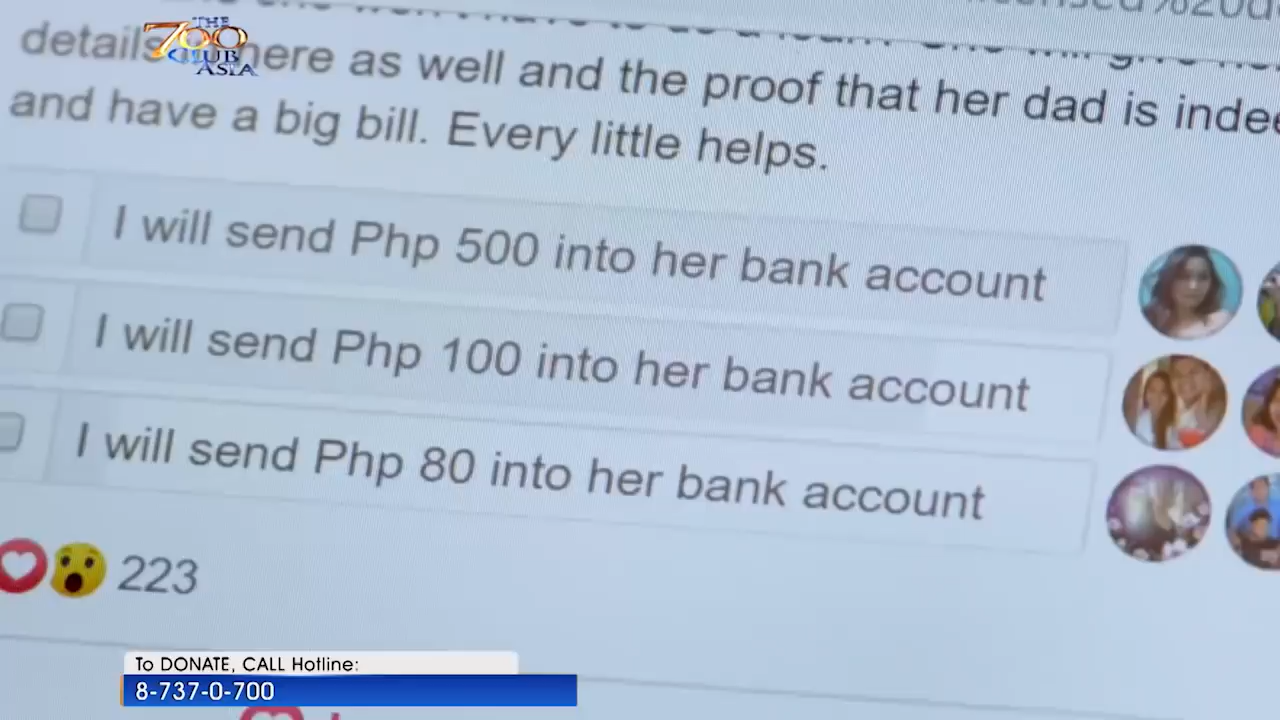 THE
700
CLUB
ASIA
details here as well and the proof that her dad is
and have a big bill. Every little helps.
I will send Php 500 into her bank account
I will send Php 100 into her bank account
I will send Php 80 into her bank account
223
To DONATE, CALL Hotline:
8-737-0-700